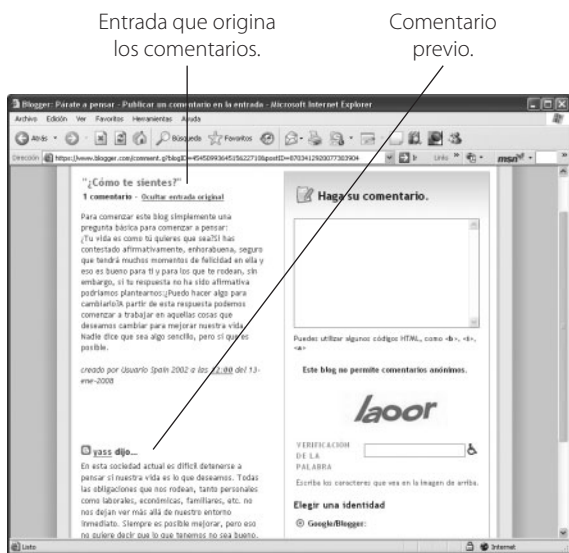 Entrada que origina
los comentarios.
Comentario
previo.
Blogger: Párate a pensar - Publicar un comentario en la entrada - Microsoft Internet Explorer
Archivo Edición Ver Favoritos Herramientas Ayuda
Atrás Búsqueda Favoritos
Dirección Ir Links » msn »
"¿Cómo te sientes?"
1 comentario - Ocultar entrada original
Para comenzar este blog simplemente una
pregunta básica para comenzar a pensar:
¿Tu vida es como tú quieres que sea?Si has
contestado afirmativamente, enhorabuena, seguro
que tendrá muchos momentos de felicidad en ella y
eso es bueno para ti y para los que te rodean, sin
embargo, si tu respuesta no ha sido afirmativa
podríamos plantearnos:¿Puedo hacer algo para
cambiarlo?A partir de esta respuesta podemos
comenzar a trabajar en aquellas cosas que
deseamos cambiar para mejorar nuestra vida.
Nadie dice que sea algo sencillo, pero sí que es
posible.
creado por Usuario Spain 2002 a las 12:00 del 13-
ene-2008
yass dijo...
En esta sociedad actual es difícil detenerse a
pensar si nuestra vida es lo que deseamos. Todas
las obligaciones que nos rodean, tanto personales
como laborales, económicas, familiares, etc. no
nos dejan ver más allá de nuestro entorno
inmediato. Siempre es posible mejorar, pero eso
no quiere decir que lo que tenemos no sea bueno.
Haga su comentario.
Puedes utilizar algunos códigos HTML, como <b>, <i>,
<a>
Este blog no permite comentarios anónimos.
laoor
VERIFICACIÓN
DE LA
PALABRA
Escriba los caracteres que vea en la imagen de arriba.
Elegir una identidad
Google/Blogger:
Listo Internet